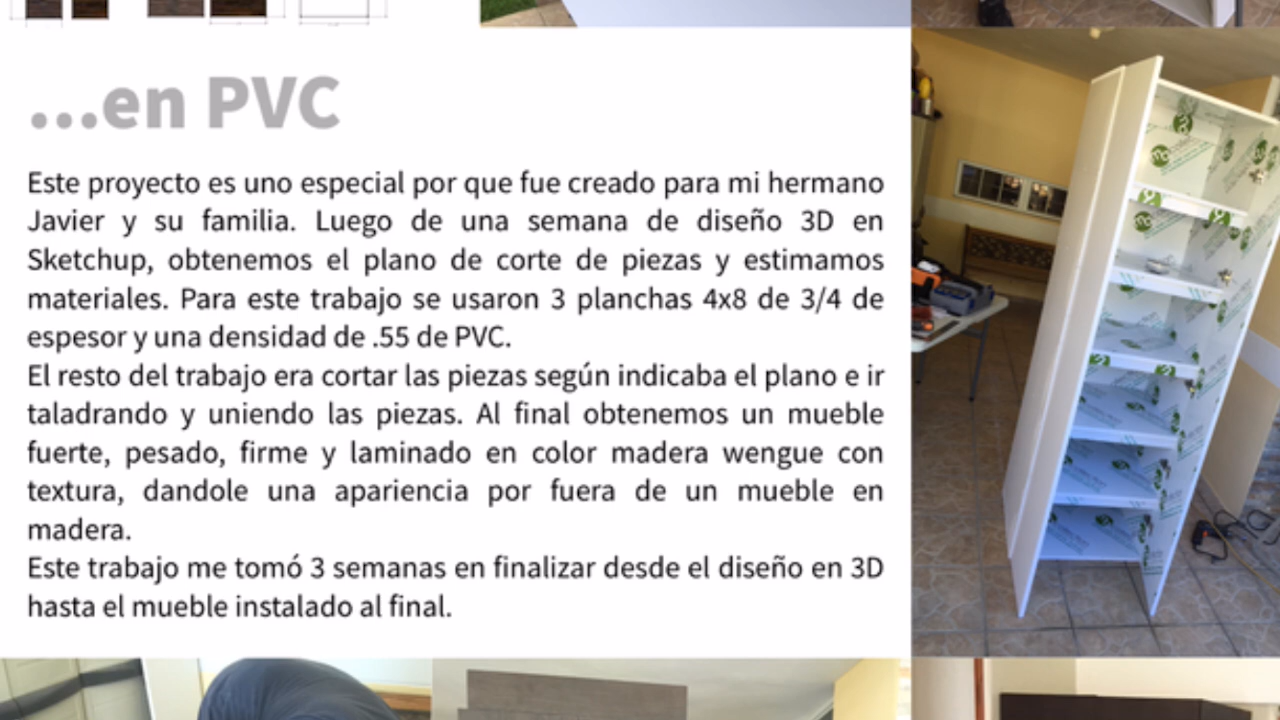 ...en PVC
Este proyecto es uno especial por que fue creado para mi hermano
Javier y su familia. Luego de una semana de diseño 3D en
Sketchup, obtenemos el plano de corte de piezas y estimamos
materiales. Para este trabajo se usaron 3 planchas 4x8 de 3/4 de
espesor y una densidad de .55 de PVC.
El resto del trabajo era cortar las piezas según indicaba el plano e ir
taladrando y uniendo las piezas. Al final obtenemos un mueble
fuerte, pesado, firme y laminado en color madera wengue con
textura, dandole una apariencia por fuera de un mueble en
madera.
Este trabajo me tomó 3 semanas en finalizar desde el diseño en 3D
hasta el mueble instalado al final.